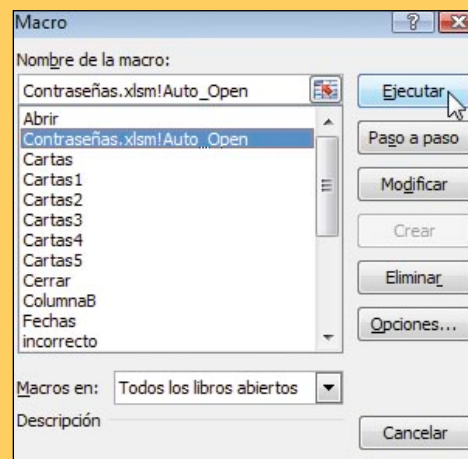 Macro
Nombre de la macro:
Contraseñas.xlsm!Auto_Open
Abrir
Contraseñas.xlsm!Auto_Open
Cartas
Cartas1
Cartas2
Cartas3
Cartas4
Cartas5
Cerrar
ColumnaB
Fechas
incorrecto
Ejecutar
Paso a paso
Modificar
Crear
Eliminar
Opciones...
Macros en: Todos los libros abiertos
Descripción
Cancelar